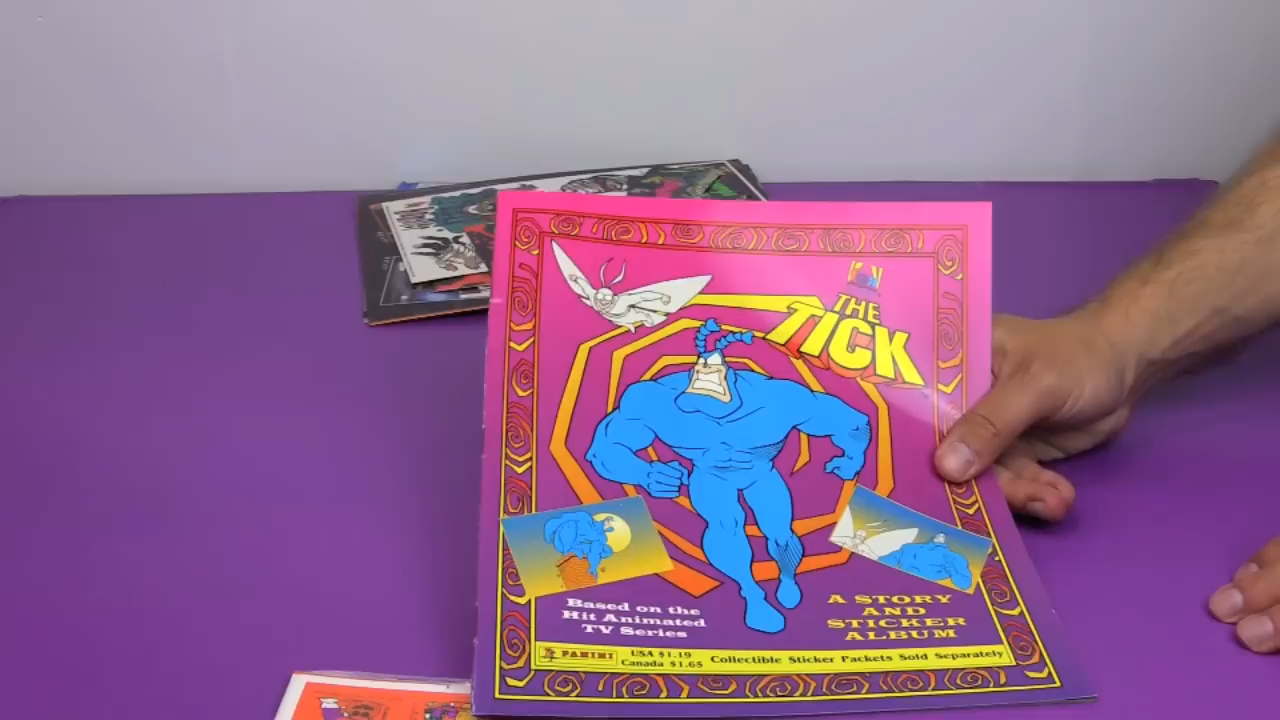 FOX
THE
TICK
Based on the
Hit Animated
TV Series
A STORY
AND
STICKER
ALBUM
PANINI
USA $1.19
Canada $1.65
Collectible Sticker Packets Sold Separately